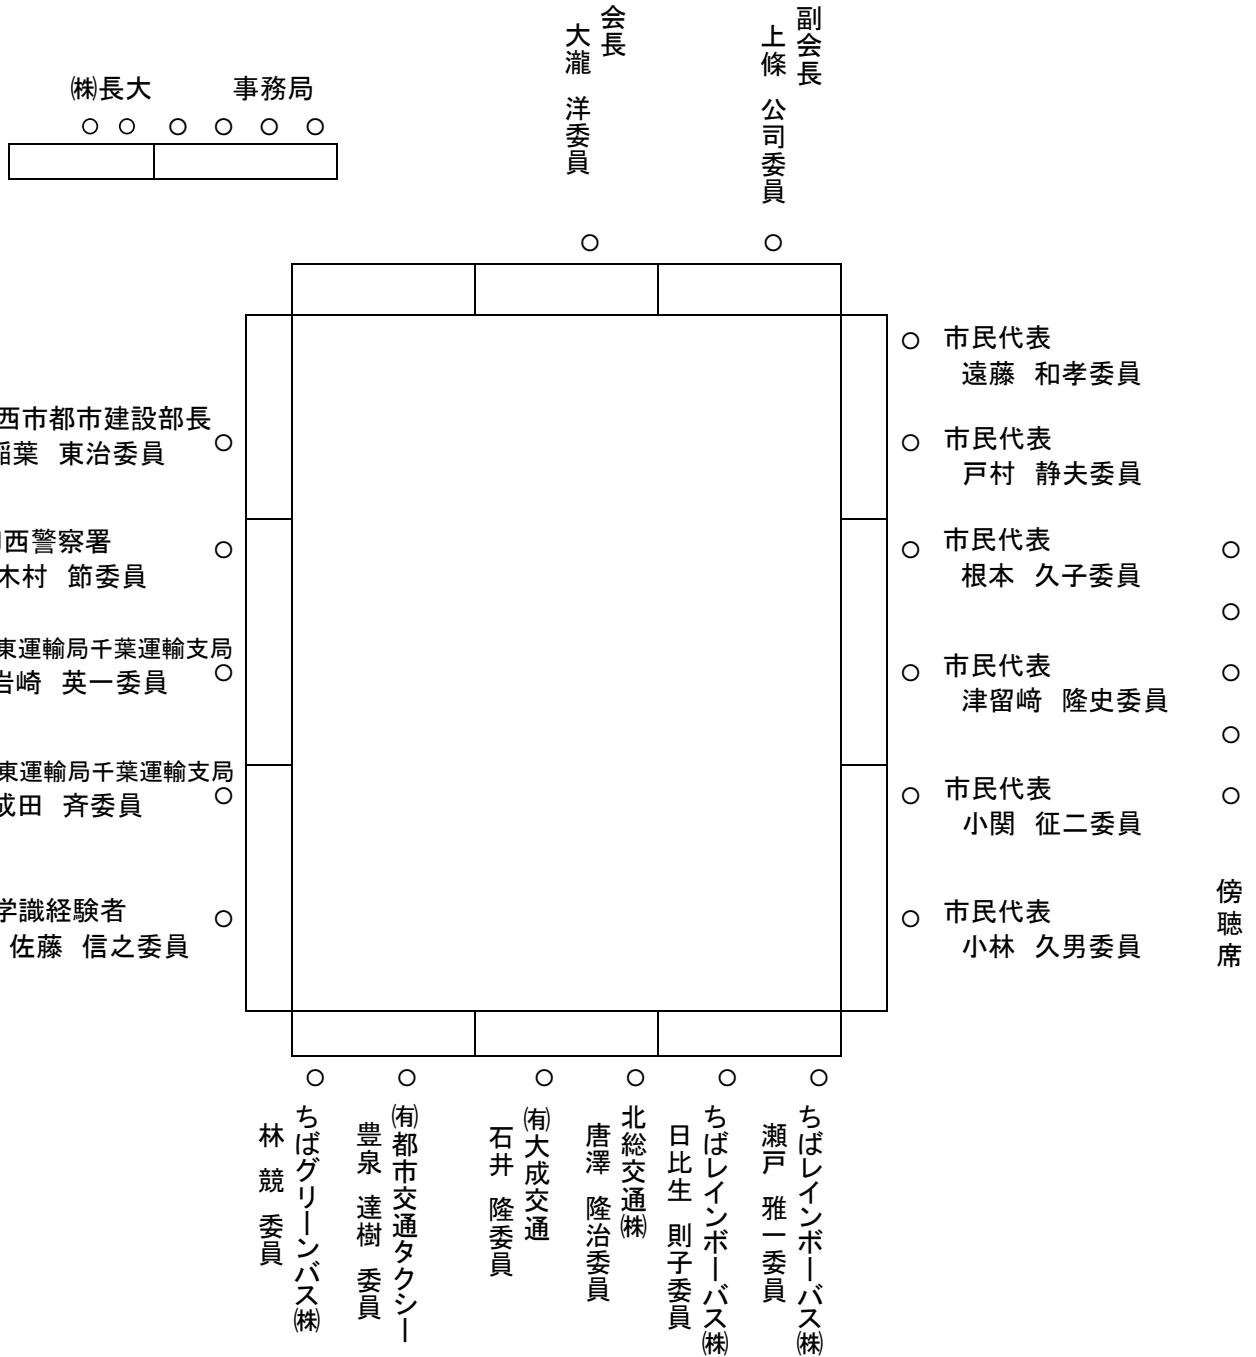 会長
大瀧 洋委員
副会長
上條 公司委員
㈱長大
事務局
西市都市建設部長
稲葉 東治委員
西警察署
木村 節委員
東運輸局千葉運輸支局
岩崎 英一委員
東運輸局千葉運輸支局
成田 斉委員
学識経験者
佐藤 信之委員
市民代表
遠藤 和孝委員
市民代表
戸村 静夫委員
市民代表
根本 久子委員
市民代表
津留﨑 隆史委員
市民代表
小関 征二委員
市民代表
小林 久男委員
傍聴席
ちばグリーンバス㈱
林 競 委員
㈲都市交通タクシー
豊泉 達樹 委員
㈲大成交通
石井 隆委員
北総交通㈱
唐澤 隆治委員
ちばレインボーバス㈱
日比生 則子委員
ちばレインボーバス㈱
瀬戸 雅一委員